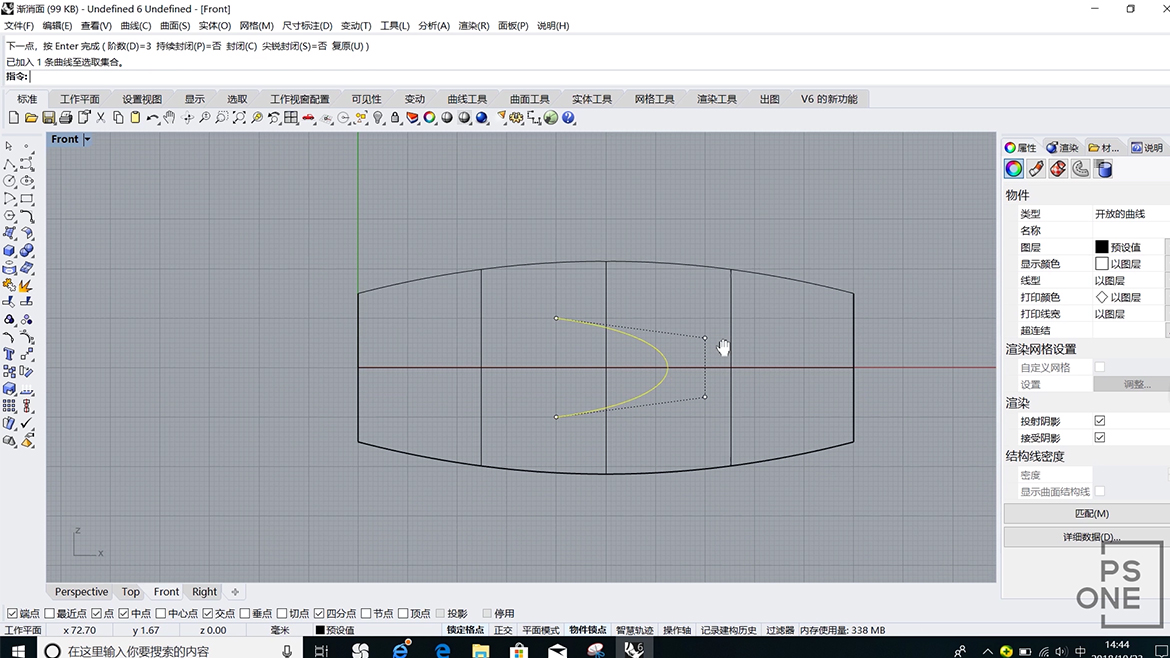 渐消面 (99 KB) - Undefined 6 Undefined - [Front]
文件(F) 编辑(E) 查看(V) 曲线(C) 曲面(S) 实体(O) 网格(M) 尺寸标注(D) 变动(T) 工具(L) 分析(A) 渲染(R) 面板(P) 说明(H)
下一点，按 Enter 完成 ( 阶数(D)=3 持续封闭(P)=否 封闭(C) 尖锐封闭(S)=否 复原(U) )
已加入 1 条曲线至选取集合。
指令:
标准 工作平面 设置视图 显示 选取 工作视窗配置 可见性 变动 曲线工具 曲面工具 实体工具 网格工具 渲染工具 出图 V6 的新功能
Front
属性 渲染 材... 说明
物件
类型 开放的曲线
名称
图层 预设值
显示颜色 以图层
线型 以图层
打印颜色 以图层
打印线宽 以图层
超连结
渲染网格设置
自定义网格
设置 调整...
渲染
投射阴影
接受阴影
结构线密度
密度
显示曲面结构线
匹配(M)
详细数据(D)...
PS
ONE
z
x
Perspective Top Front Right
端点 最近点 点 中点 中心点 交点 垂点 切点 四分点 节点 顶点 投影 停用
工作平面 x 72.70 y 1.67 z 0.00 毫米 预设值 锁定格点 正交 平面模式 物件锁点 智慧轨迹 操作轴 记录建构历史 过滤器 内存使用量: 338 MB
在这里输入你要搜索的内容
中
14:44